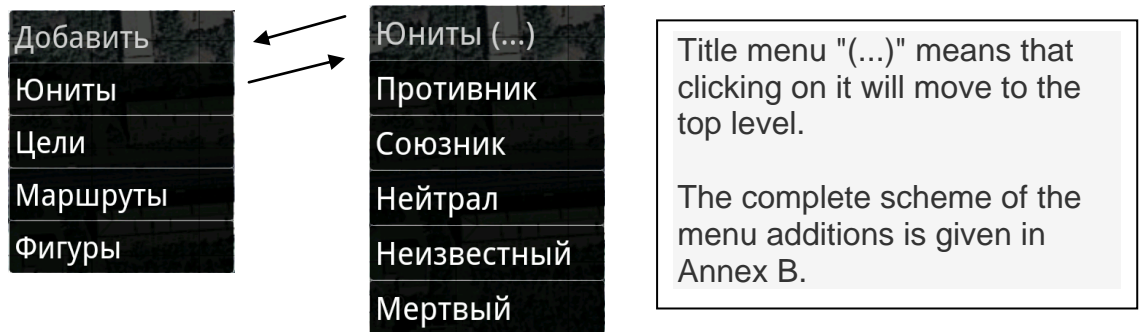 Добавить
Юниты
Цели
Маршруты
Фигуры
Юниты (...)
Противник
Союзник
Нейтрал
Неизвестный
Мертвый
Title menu "(...)" means that
clicking on it will move to the
top level.
The complete scheme of the
menu additions is given in
Annex B.